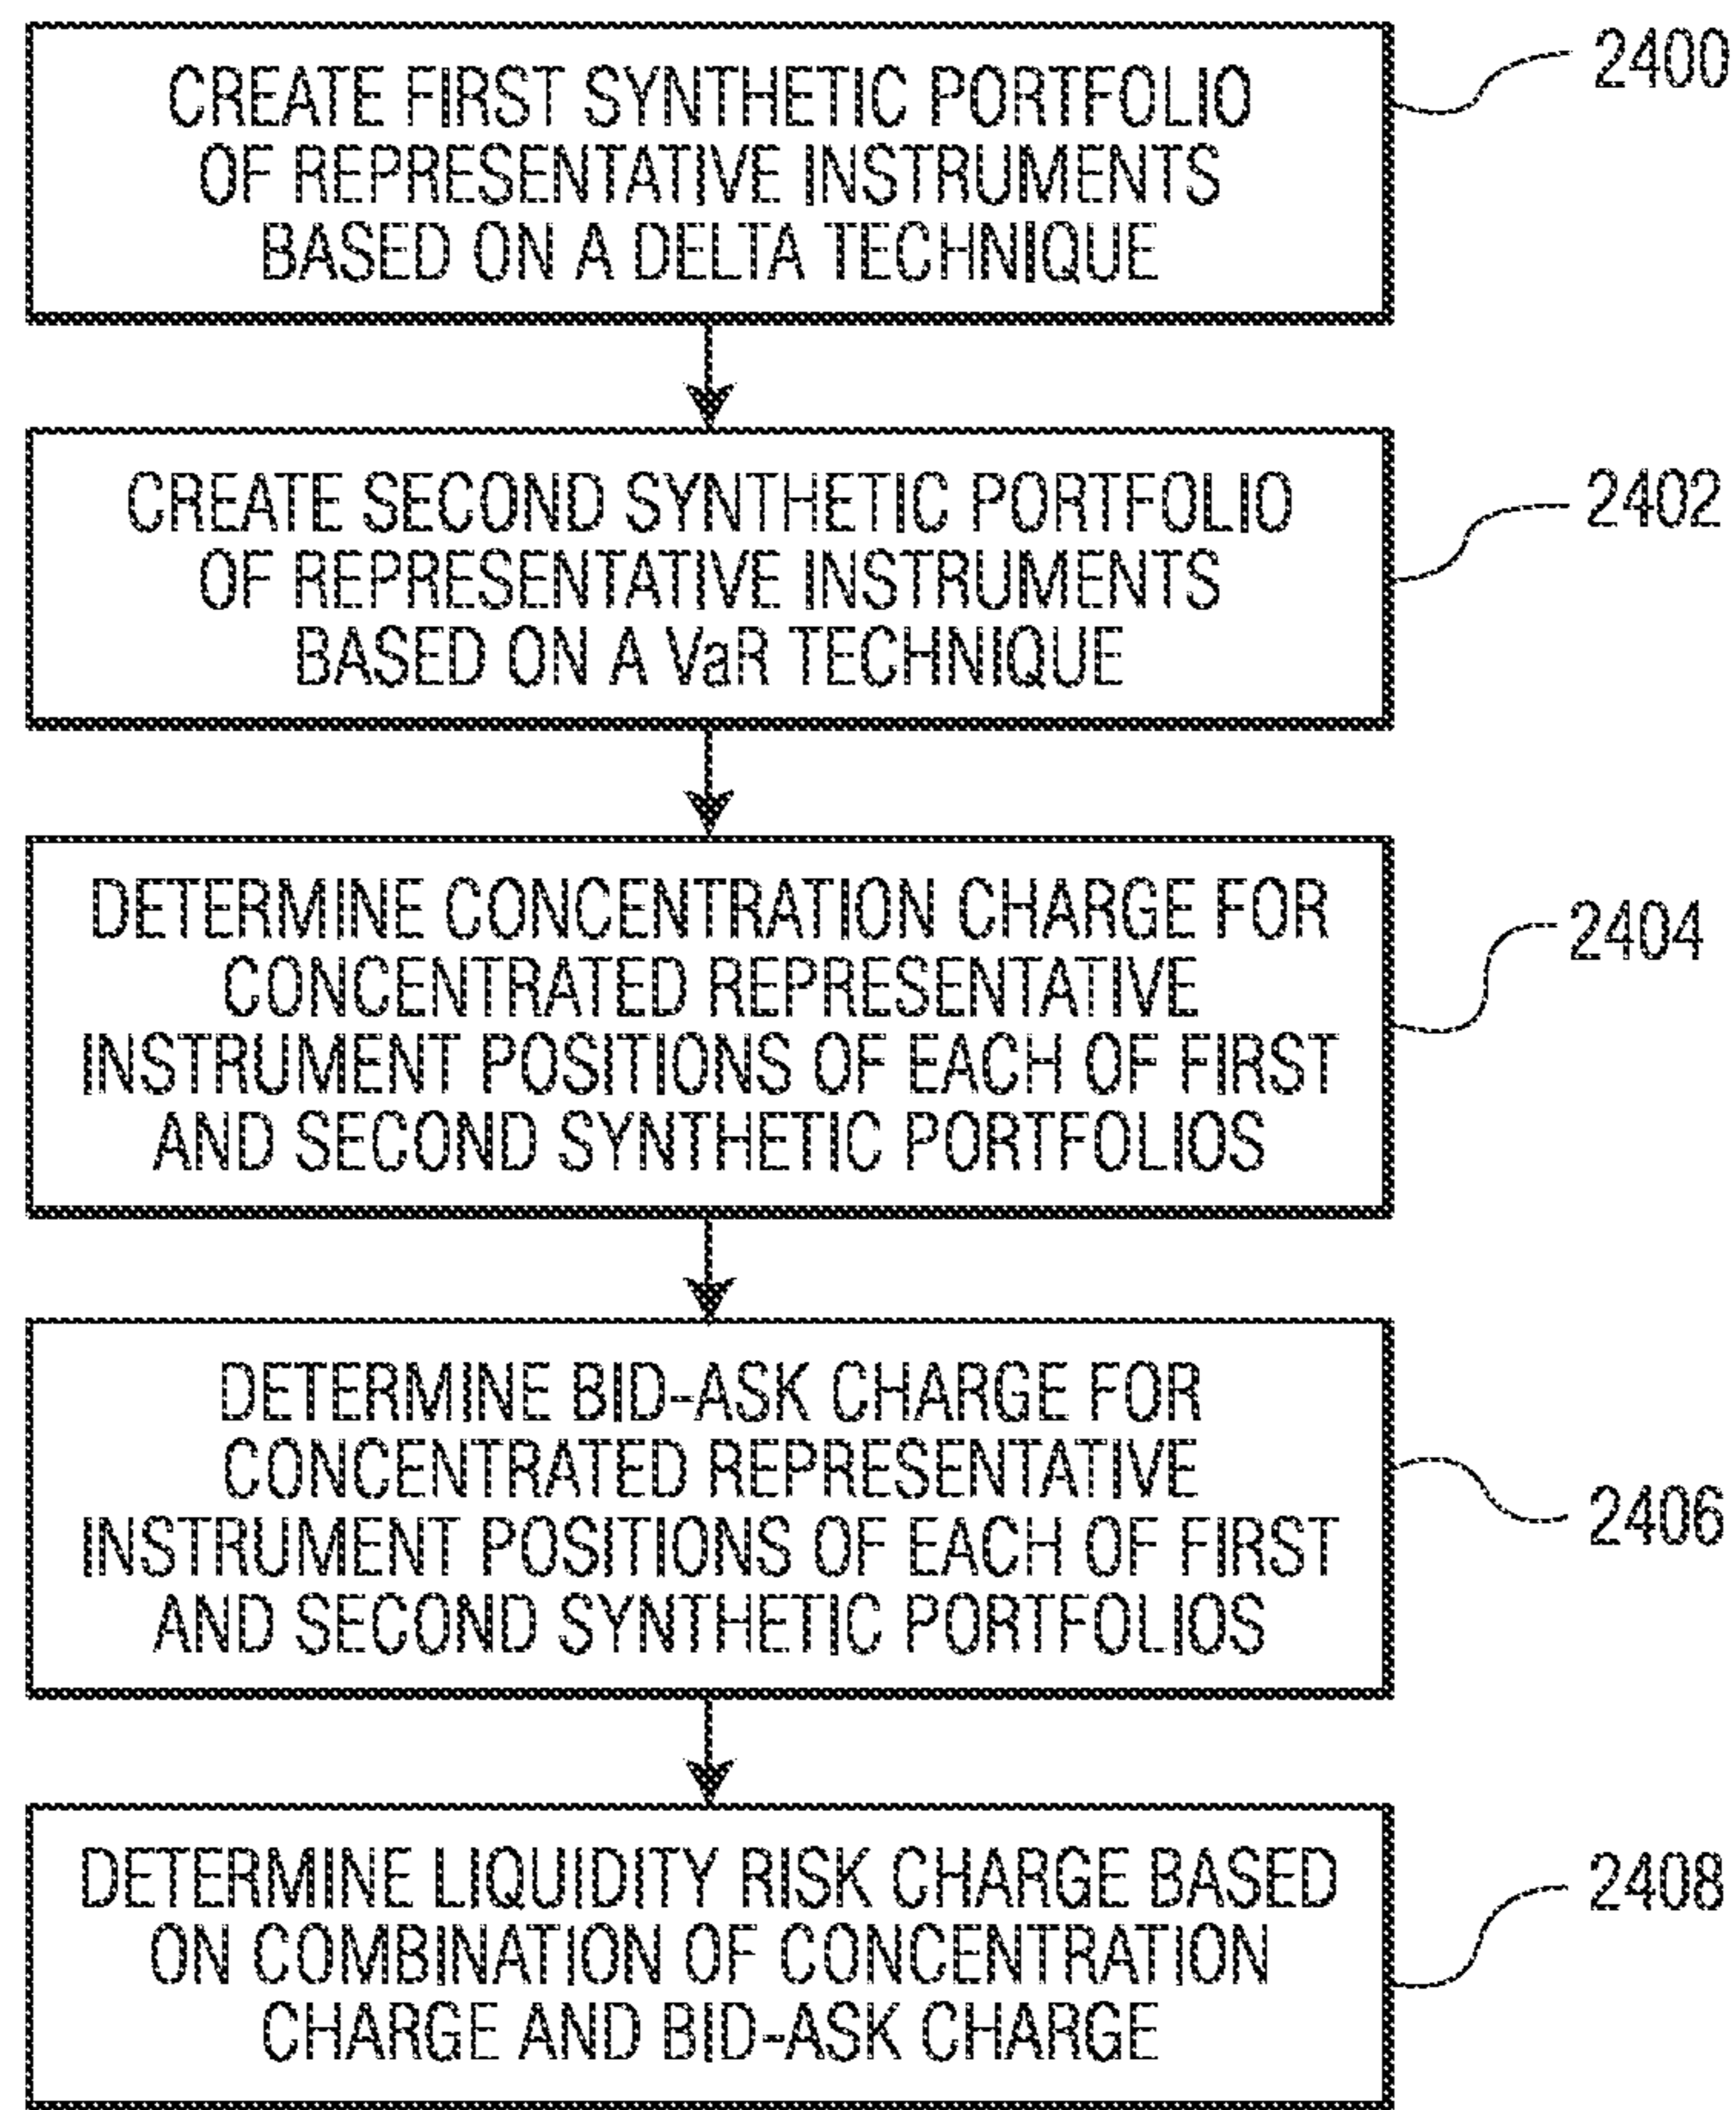 CREATE FIRST SYNTHETIC PORTFOLIO
OF REPRESENTATIVE INSTRUMENTS
BASED ON A DELTA TECHNIQUE
2400
CREATE SECOND SYNTHETIC PORTFOLIO
OF REPRESENTATIVE INSTRUMENTS
BASED ON A VaR TECHNIQUE
2402
DETERMINE CONCENTRATION CHARGE FOR
CONCENTRATED REPRESENTATIVE
INSTRUMENT POSITIONS OF EACH OF FIRST
AND SECOND SYNTHETIC PORTFOLIOS
2404
DETERMINE BID-ASK CHARGE FOR
CONCENTRATED REPRESENTATIVE
INSTRUMENT POSITIONS OF EACH OF FIRST
AND SECOND SYNTHETIC PORTFOLIOS
2406
DETERMINE LIQUIDITY RISK CHARGE BASED
ON COMBINATION OF CONCENTRATION
CHARGE AND BID-ASK CHARGE
2408